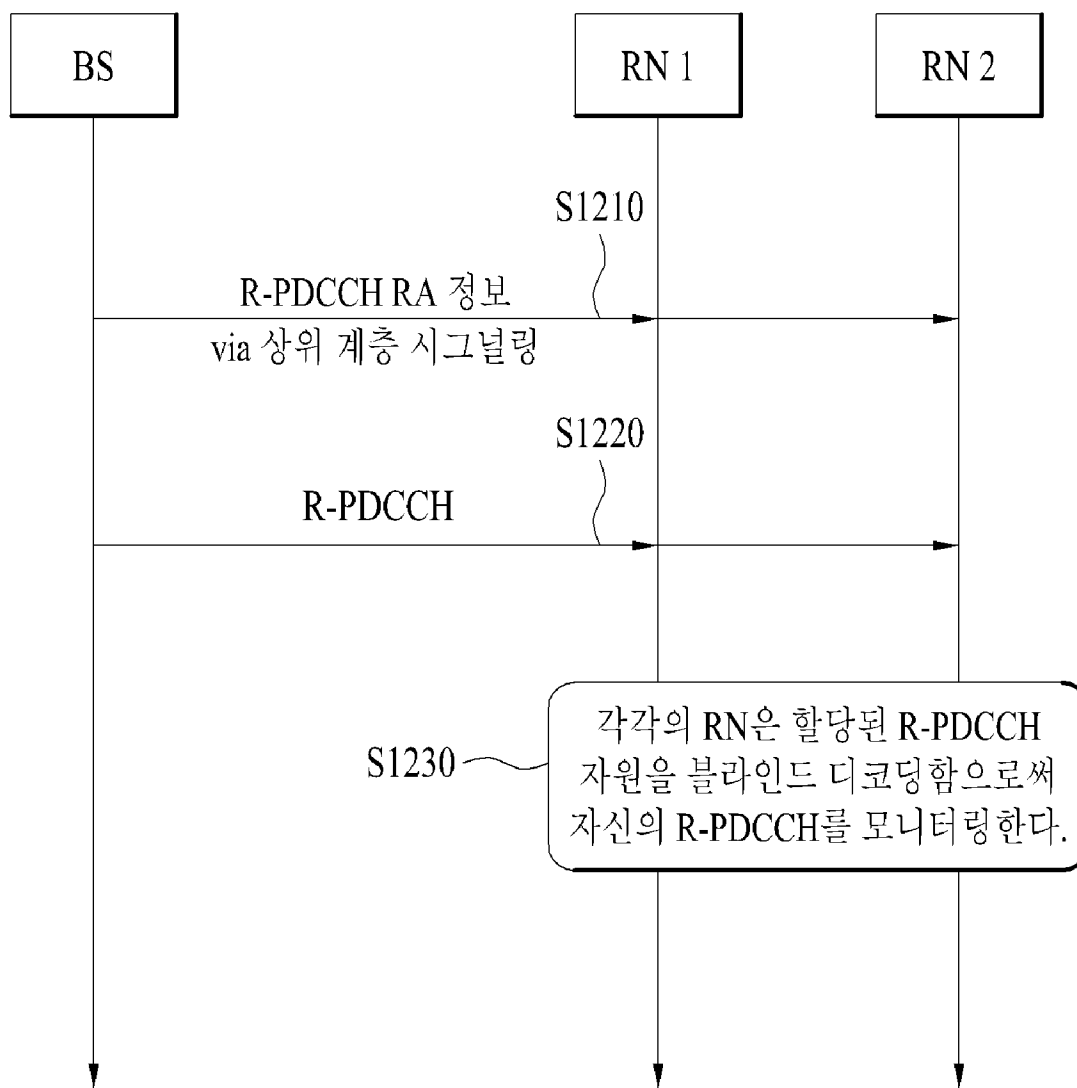 BS
RN 1
RN 2
S1210
R-PDCCH RA 정보
via 상위 계층 시그널링
S1220
R-PDCCH
S1230
각각의 RN은 할당된 R-PDCCH
자원을 블라인드 디코딩함으로써
자신의 R-PDCCH를 모니터링한다.